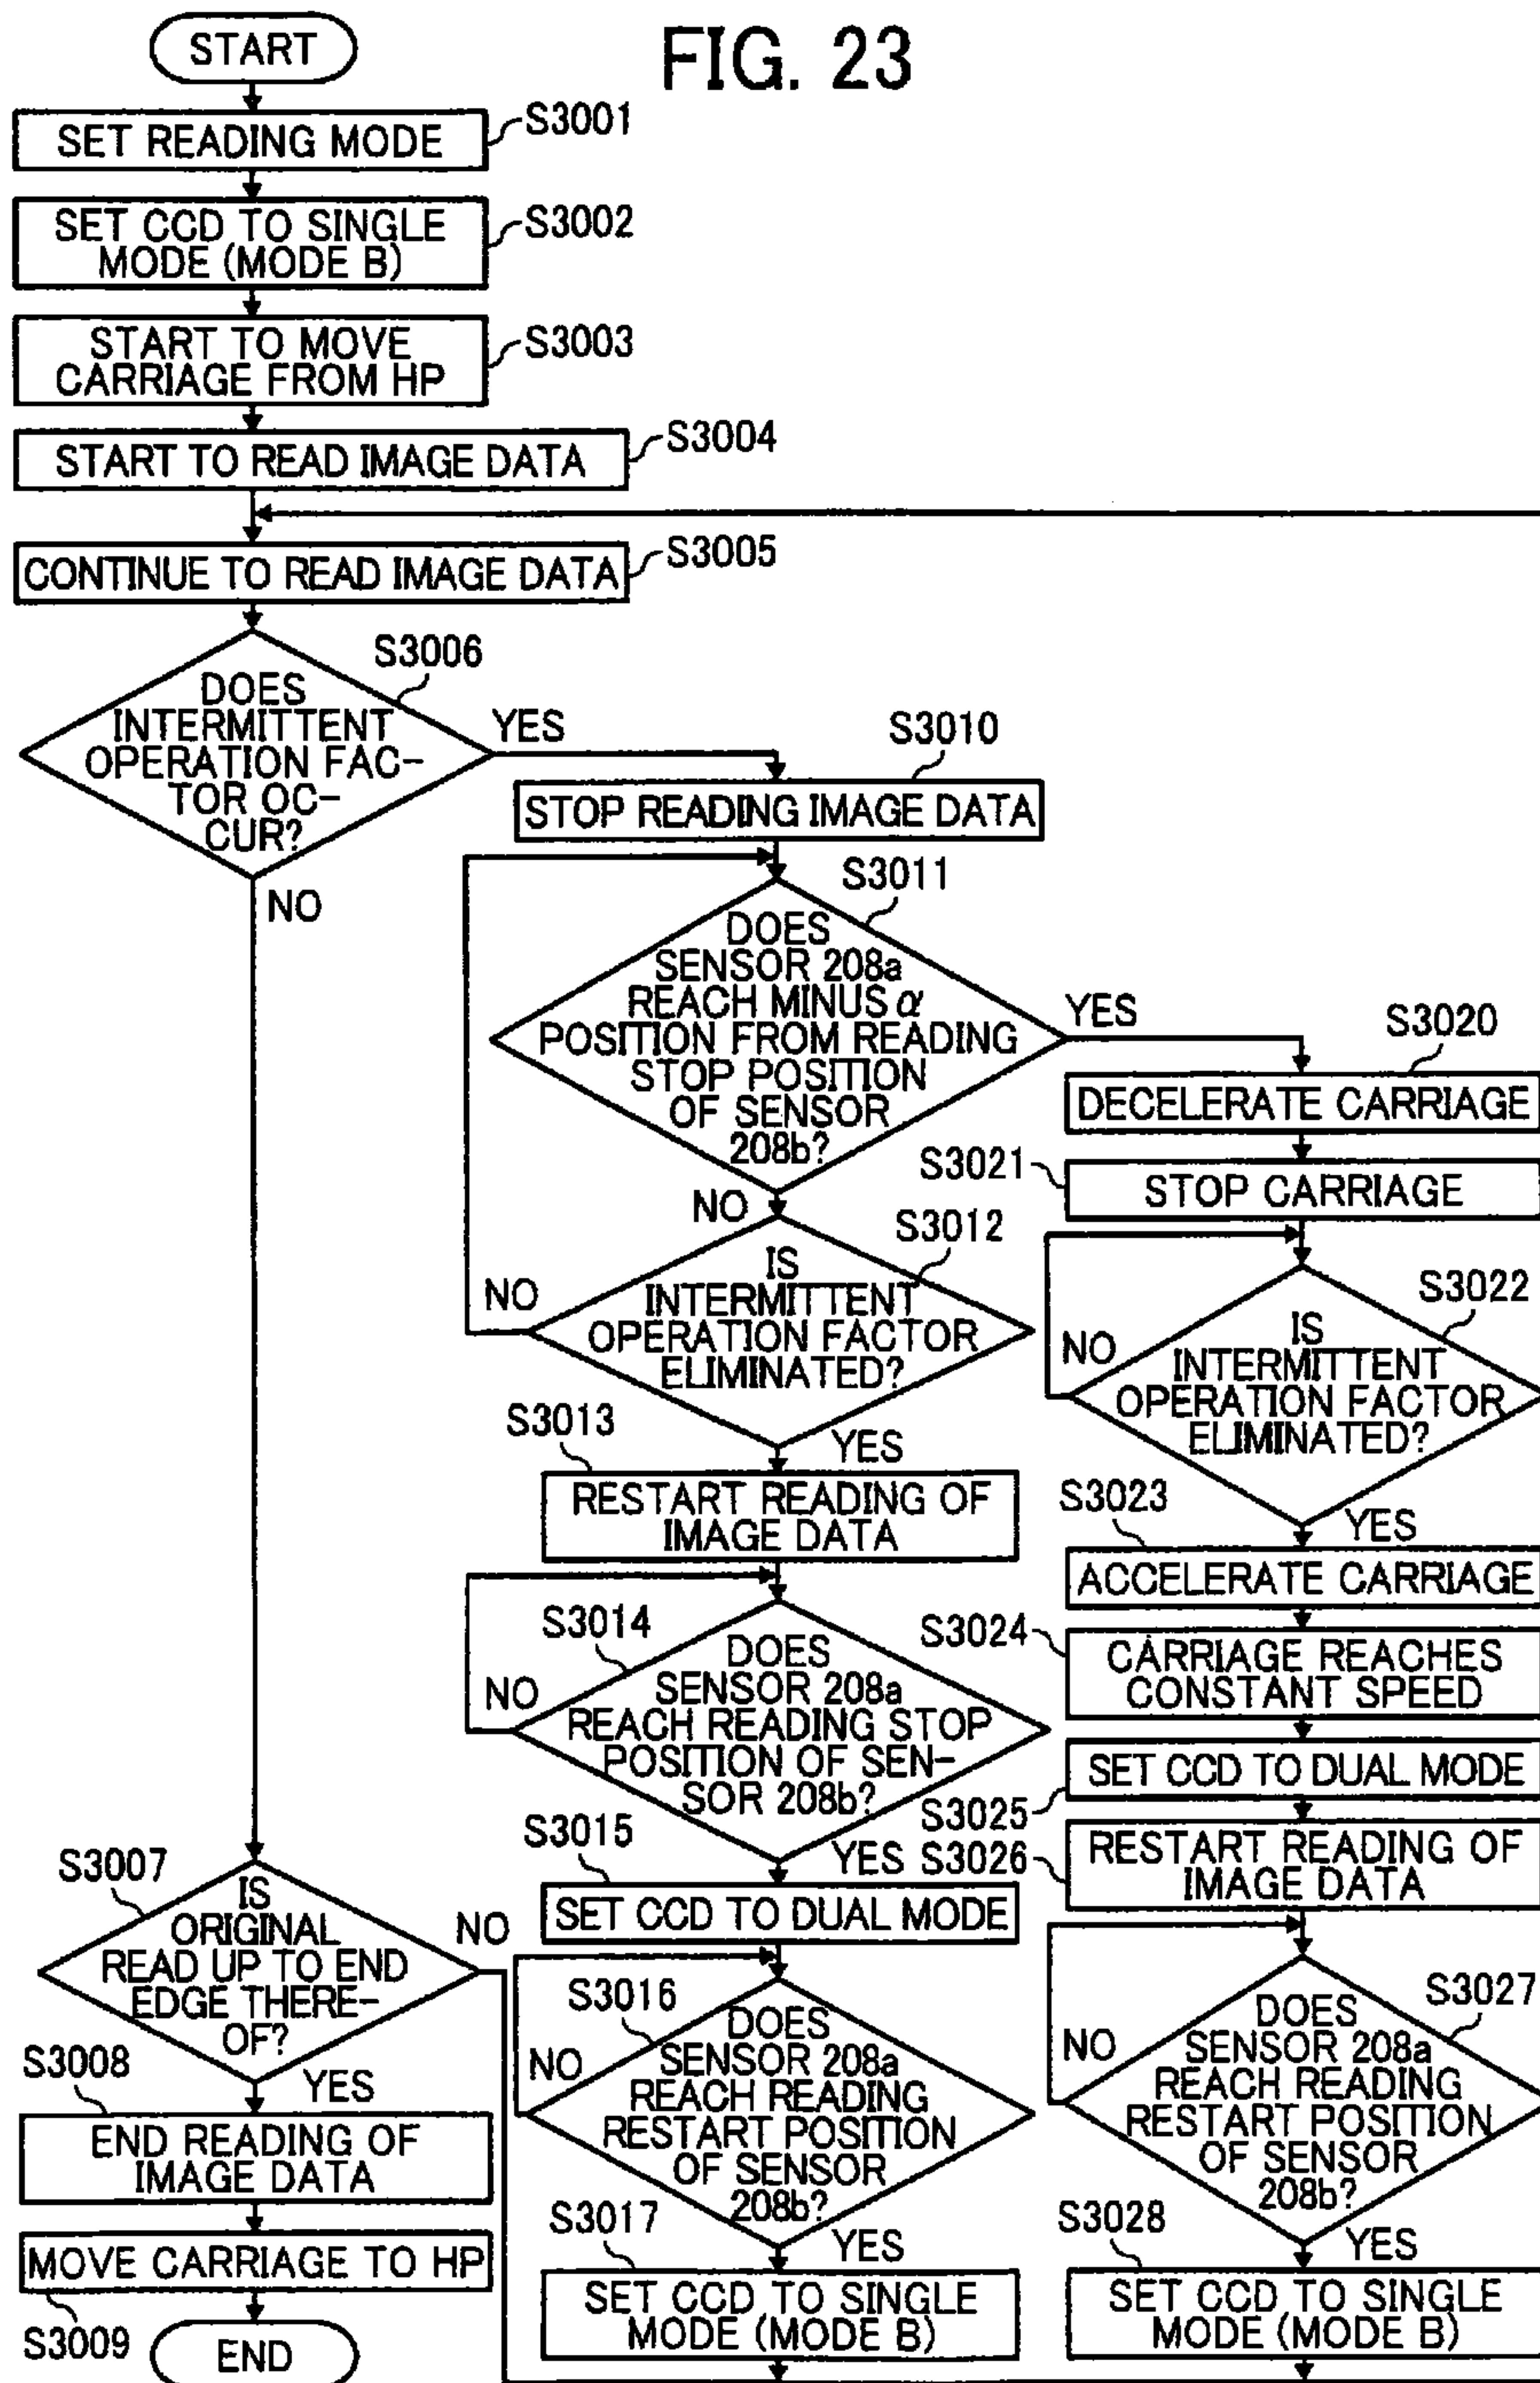 FIG. 23
START
SET READING MODE
S3001
SET CCD TO SINGLE
MODE (MODE B)
S3002
START TO MOVE
CARRIAGE FROM HP
S3003
START TO READ IMAGE DATA
S3004
CONTINUE TO READ IMAGE DATA
S3005
S3006
DOES
INTERMITTENT
OPERATION FAC-
TOR OC-
CUR?
YES
NO
S3007
IS
ORIGINAL
READ UP TO END
EDGE THERE-
OF?
NO
YES
S3008
END READING OF
IMAGE DATA
MOVE CARRIAGE TO HP
S3009
END
S3010
STOP READING IMAGE DATA
S3011
DOES
SENSOR 208a
REACH MINUS α
POSITION FROM READING
STOP POSITION
OF SENSOR
208b?
YES
NO
S3012
IS
INTERMITTENT
OPERATION FACTOR
ELIMINATED?
NO
YES
S3013
RESTART READING OF
IMAGE DATA
S3014
DOES
SENSOR 208a
REACH READING STOP
POSITION OF SEN-
SOR 208b?
NO
YES
S3015
SET CCD TO DUAL MODE
S3016
DOES
SENSOR 208a
REACH READING
RESTART POSITION
OF SENSOR
208b?
NO
YES
S3017
SET CCD TO SINGLE
MODE (MODE B)
S3020
DECELERATE CARRIAGE
S3021
STOP CARRIAGE
S3022
IS
INTERMITTENT
OPERATION FACTOR
ELIMINATED?
NO
YES
S3023
ACCELERATE CARRIAGE
S3024
CARRIAGE REACHES
CONSTANT SPEED
SET CCD TO DUAL MODE
S3025
S3026
RESTART READING OF
IMAGE DATA
S3027
DOES
SENSOR 208a
REACH READING
RESTART POSITION
OF SENSOR
208b?
NO
YES
S3028
SET CCD TO SINGLE
MODE (MODE B)